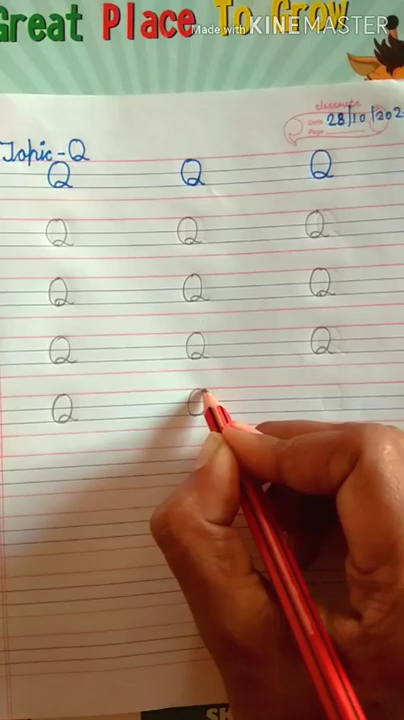 Great Place To Grow
Made with KINEMASTER
classmate
Date 28/10/202
Page
Topic-Q
Q Q Q
Q Q Q
Q Q Q
Q Q Q
Q